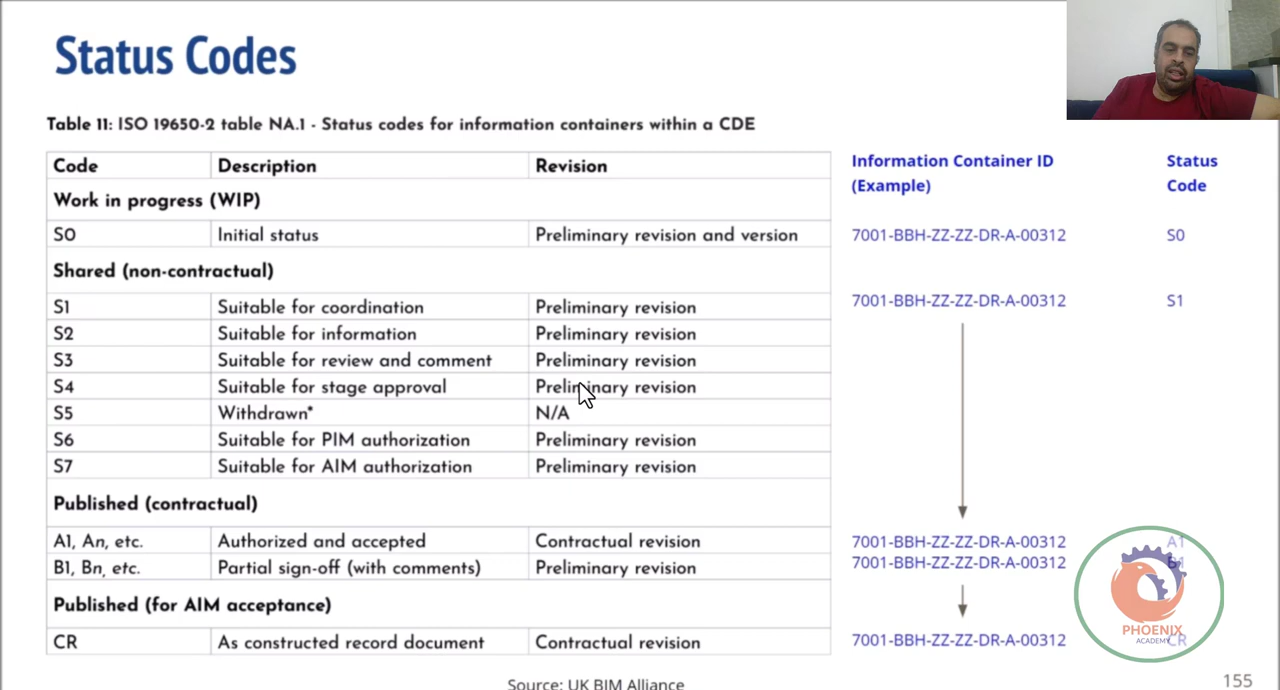 Status Codes
Table 11: ISO 19650-2 table NA.1 - Status codes for information containers within a CDE
Code Description Revision
Work in progress (WIP)
S0 Initial status Preliminary revision and version
Shared (non-contractual)
S1 Suitable for coordination Preliminary revision
S2 Suitable for information Preliminary revision
S3 Suitable for review and comment Preliminary revision
S4 Suitable for stage approval Preliminary revision
S5 Withdrawn* N/A
S6 Suitable for PIM authorization Preliminary revision
S7 Suitable for AIM authorization Preliminary revision
Published (contractual)
A1, An, etc. Authorized and accepted Contractual revision
B1, Bn, etc. Partial sign-off (with comments) Preliminary revision
Published (for AIM acceptance)
CR As constructed record document Contractual revision
Information Container ID
(Example)
Status
Code
7001-BBH-ZZ-ZZ-DR-A-00312 S0
7001-BBH-ZZ-ZZ-DR-A-00312 S1
7001-BBH-ZZ-ZZ-DR-A-00312 A1
7001-BBH-ZZ-ZZ-DR-A-00312 B1
7001-BBH-ZZ-ZZ-DR-A-00312 CR
PHOENIX
ACADEMY
Source: UK BIM Alliance
155